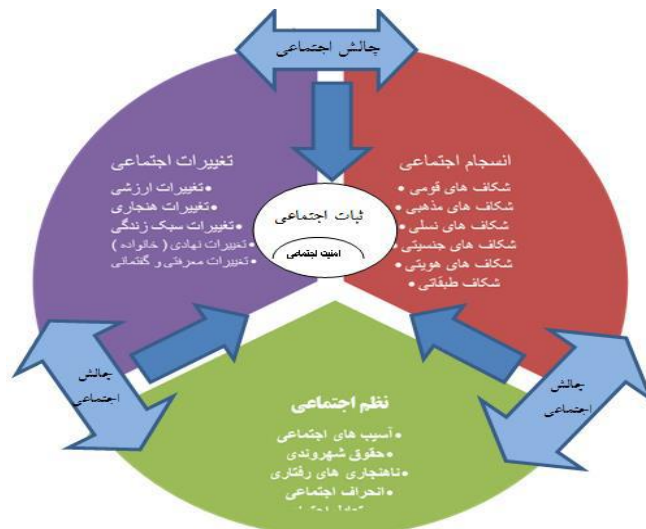 چالش اجتماعی
انسجام اجتماعی
شکاف های قومی •
شکاف های مذهبی •
شکاف های نسلی •
شکاف های جنسیتی •
شکاف های هویتی •
شکاف طبقاتی •
تغییرات اجتماعی
•تغییرات ارزشی
•تغییرات هنجاری
•تغییرات سبک زندگی
•تغییرات نهادی ( خانواده )
•تغییرات معرفتی و گفتمانی
ثبات اجتماعی
امنیت اجتماعی
چالش
اجتماعی
چالش
اجتماعی
نظم اجتماعی
•آسیب های اجتماعی
•حقوق شهروندی
•ناهنجاری های رفتاری
•انحراف اجتماعی